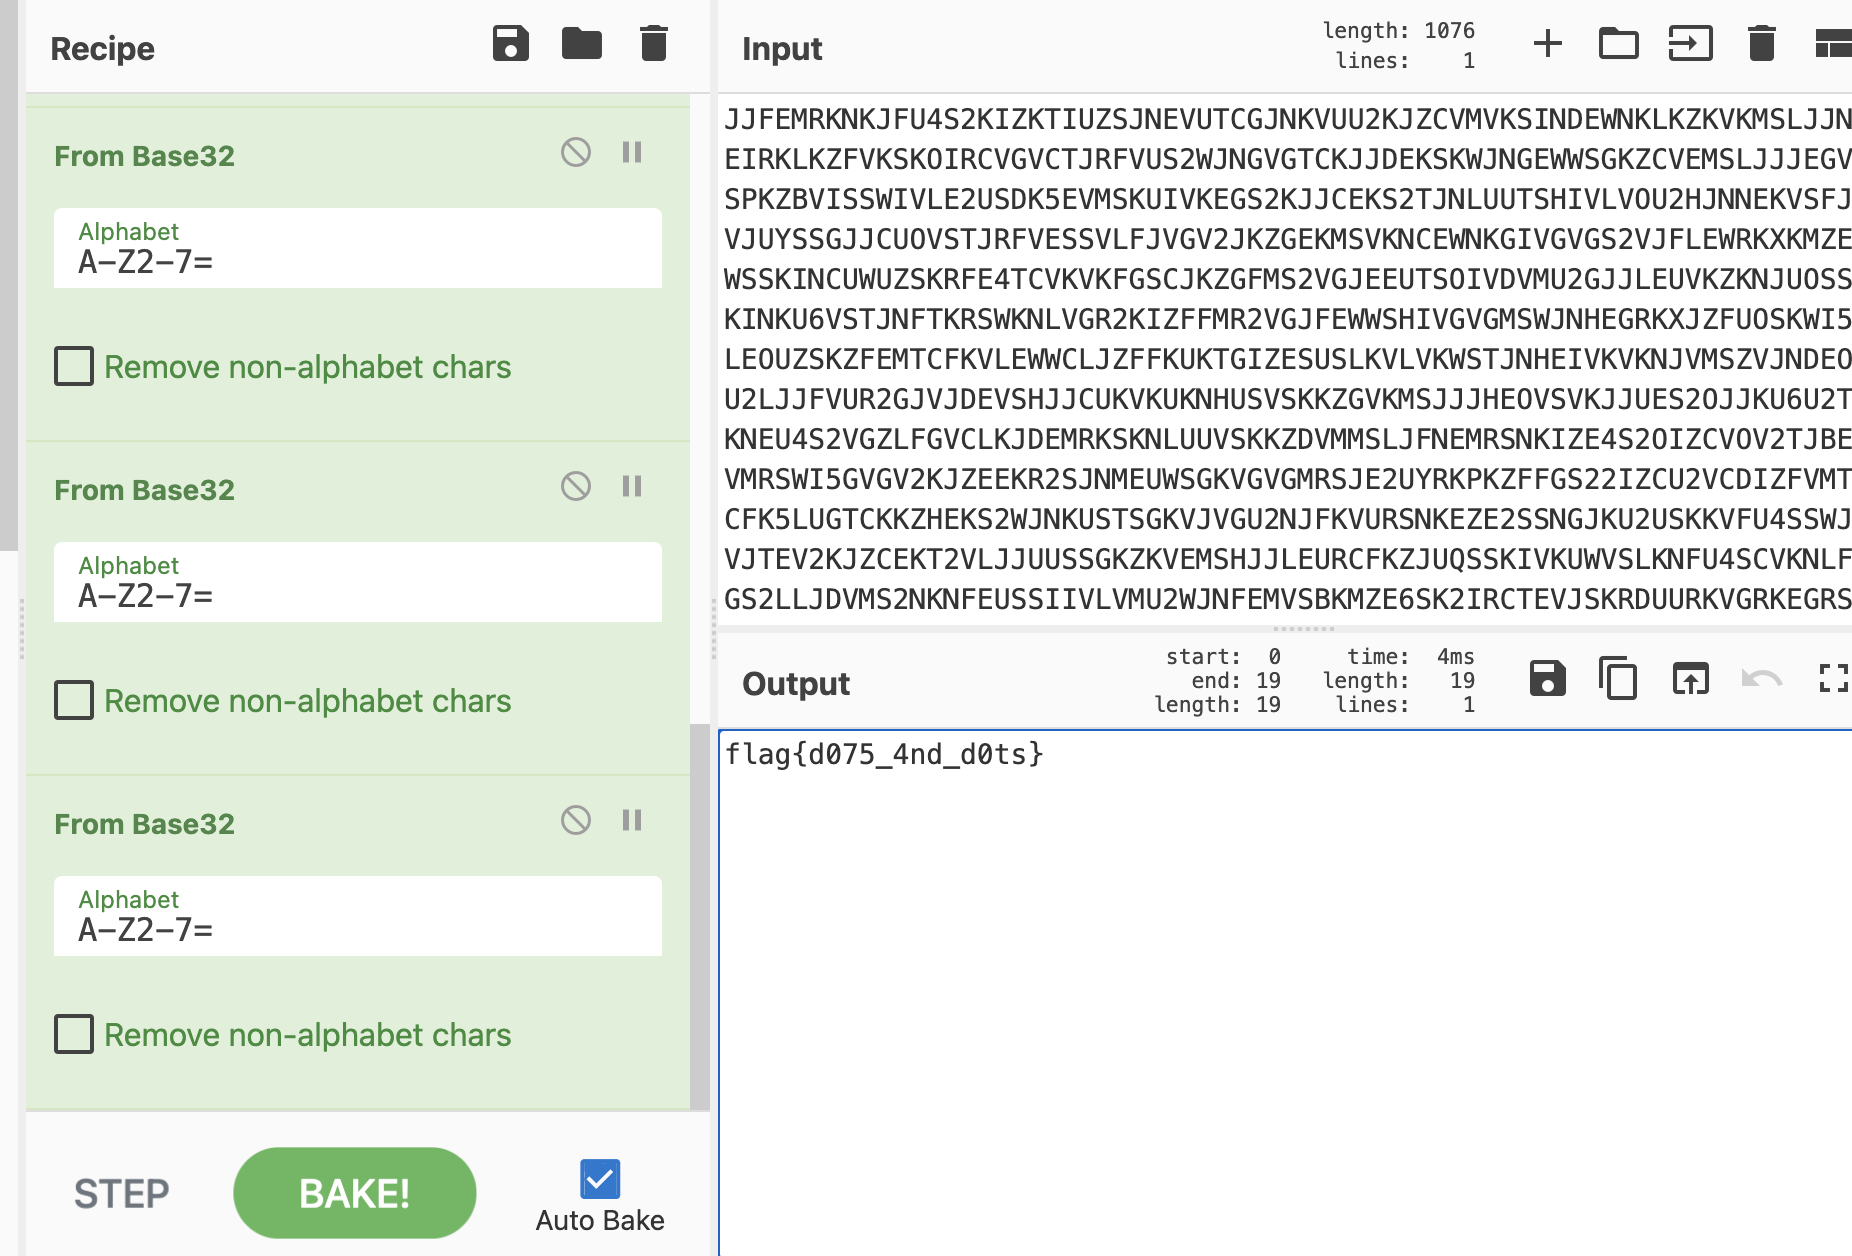 Recipe
From Base32
Alphabet
A-Z2-7=
Remove non-alphabet chars
From Base32
Alphabet
A-Z2-7=
Remove non-alphabet chars
From Base32
Alphabet
A-Z2-7=
Remove non-alphabet chars
STEP
BAKE!
Auto Bake
Input
length: 1076
lines: 1
JJFEMRKNKJFU4S2KIZKTIUZSJNEVUTCGJNKVUU2KJZCVMVKSINDEWNKLKZKVKMSLJJN
EIRKLKZFVKSKOIRCVGVCTJRFVUS2WJNGVGTCKJJDEKSKWJNGEWWSGKZCVEMSLJJJEGV
SPKZBVISSWIVLE2USDK5EVMSKUIVKEGS2KJJCEKS2TJNLUUTSHIVLVOU2HJNNEKVSFJ
VJUYSSGJJCUOVSTJRFVESSVLFJVGV2JKZGEKMSVKNCEWNKGIVGVGS2VJFLEWRKXKMZE
WSSKINCUWUZSKRFE4TCVKVKFGSCJKZGFMS2VGJEEUTSOIVDVMU2GJJLEUVKZKNJUOSS
KINKU6VSTJNFTKRSWKNLVGR2KIZFFMR2VGJFEWWSHIVGVGMSWJNHEGRKXJZFUOSKWI5
LEOUZSKZFEMTCFKVLEWWCLJZFFKUKTGIZESUSLKVLVKWSTJNHEIVKVKNJVMSZVJNDEO
U2LJJFVUR2GJVJDEVSHJJCUKVKUKNHUSVSKKZGVKMSJJJHEOVSVKJJUES2OJJKU6U2T
KNEU4S2VGZLFGVCLKJDEMRKSKNLUUVSKKZDVMMSLJFNEMRSNKIZE4S2OIZCVOV2TJBE
VMRSWI5GVGV2KJZEEKR2SJNMEUWSGKVGVGMRSJE2UYRKPKZFFGS22IZCU2VCDIZFVMT
CFK5LUGTCKKZHEKS2WJNKUSTSGKVJVGU2NJFKVURSNKEZE2SSNGJKU2USKKVFU4SSWJ
VJTEV2KJZCEKT2VLJJUUSSGKZKVEMSHJJLEURCFKZJUQSSKIVKUWVSLKNFU4SCVKNLF
GS2LLJDVMS2NKNFEUSSIIVLVMU2WJNFEMVSBKMZE6SK2IRCTEVJSKRDUURKVGRKEGRS
Output
start: 0 time: 4ms
end: 19 length: 19
length: 19 lines: 1
flag{d075_4nd_d0ts}